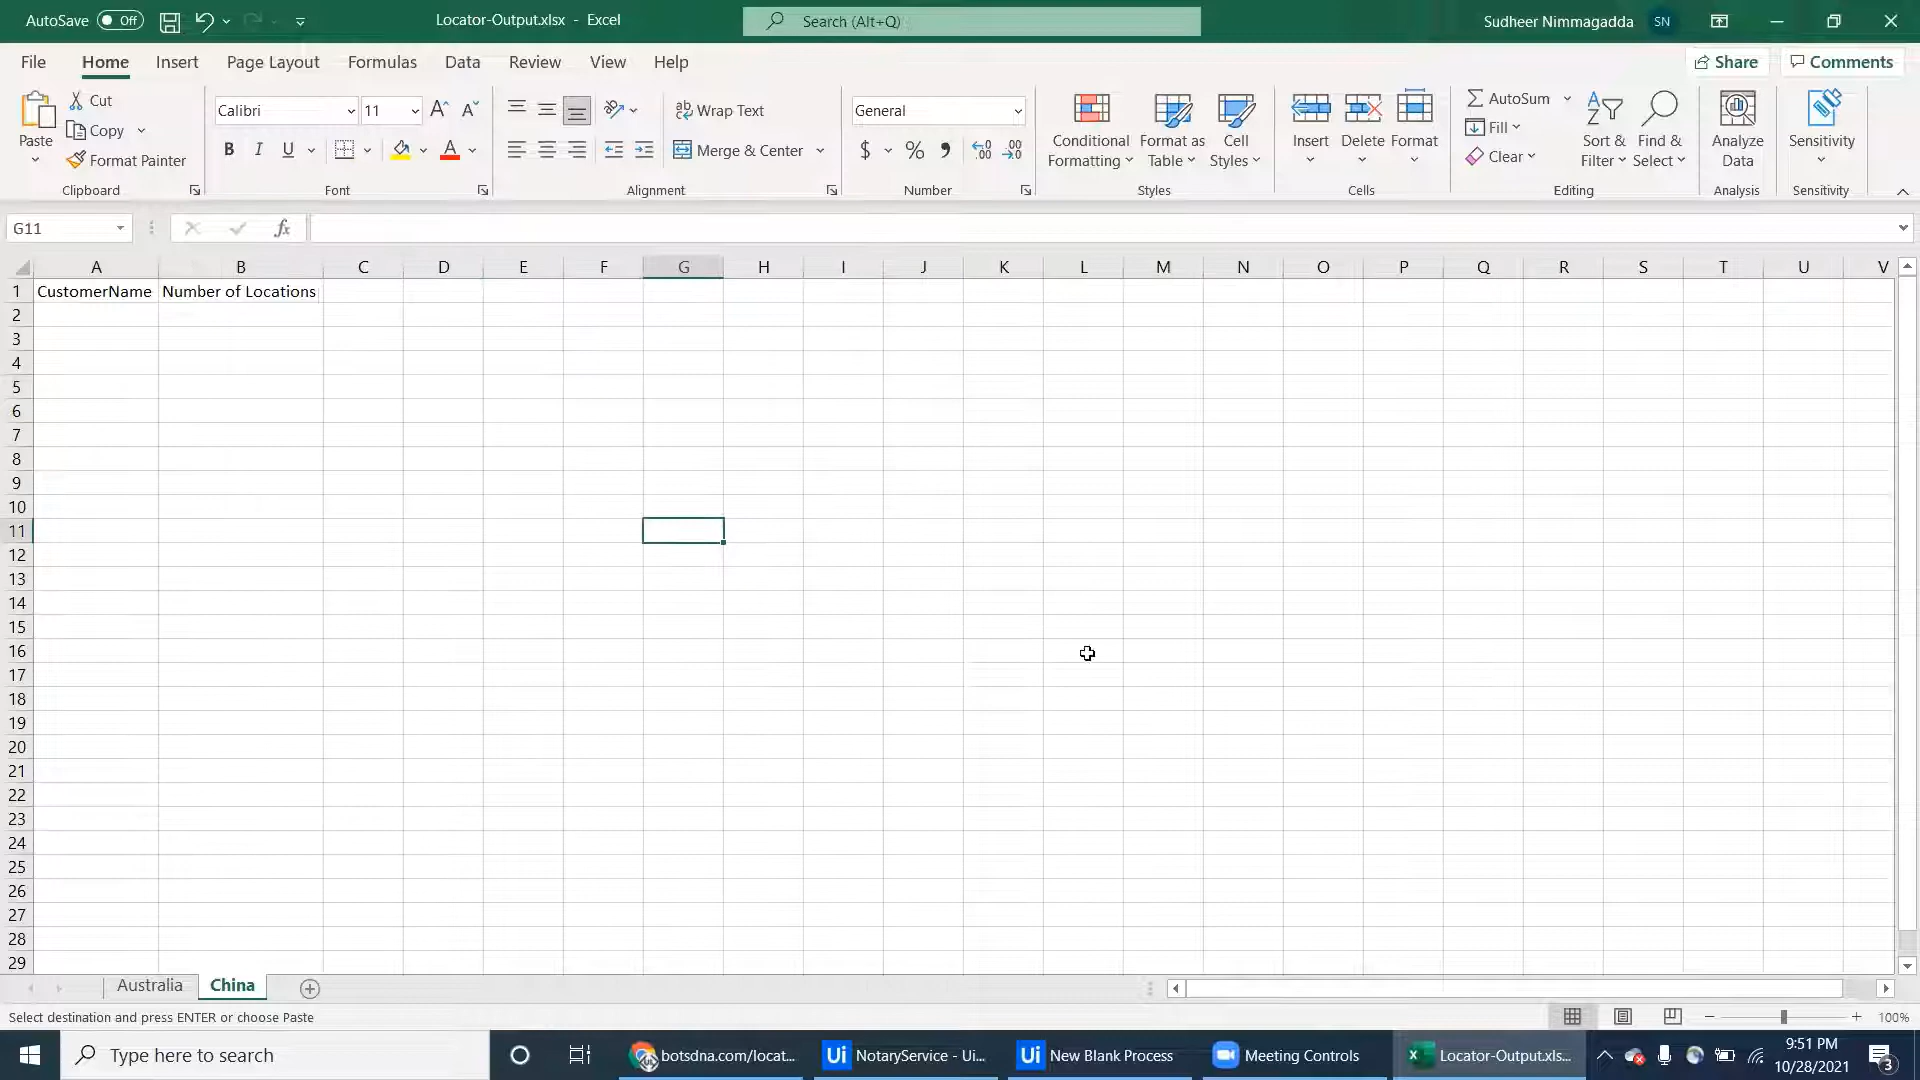 AutoSave Off Locator-Output.xlsx - Excel Search (Alt+Q) Sudheer Nimmagadda SN
File Home Insert Page Layout Formulas Data Review View Help Share Comments
Paste Cut Copy Format Painter Clipboard
Calibri 11 A A B I U A Font
ab Wrap Text Merge & Center Alignment
General $ % Number
Conditional Formatting Format as Table Cell Styles Styles
Insert Delete Format Cells
AutoSum Fill Clear Sort & Filter Find & Select Editing
Analyze Data Analysis
Sensitivity Sensitivity
G11 fx
A B C D E F G H I J K L M N O P Q R S T U V
1 CustomerName Number of Locations
2
3
4
5
6
7
8
9
10
11
12
13
14
15
16
17
18
19
20
21
22
23
24
25
26
27
28
29
Australia China
Select destination and press ENTER or choose Paste 100%
Type here to search botsdna.com/locat... Ui NotaryService - Ui... Ui New Blank Process Meeting Controls Locator-Output.xls... 9:51 PM
10/28/2021 3